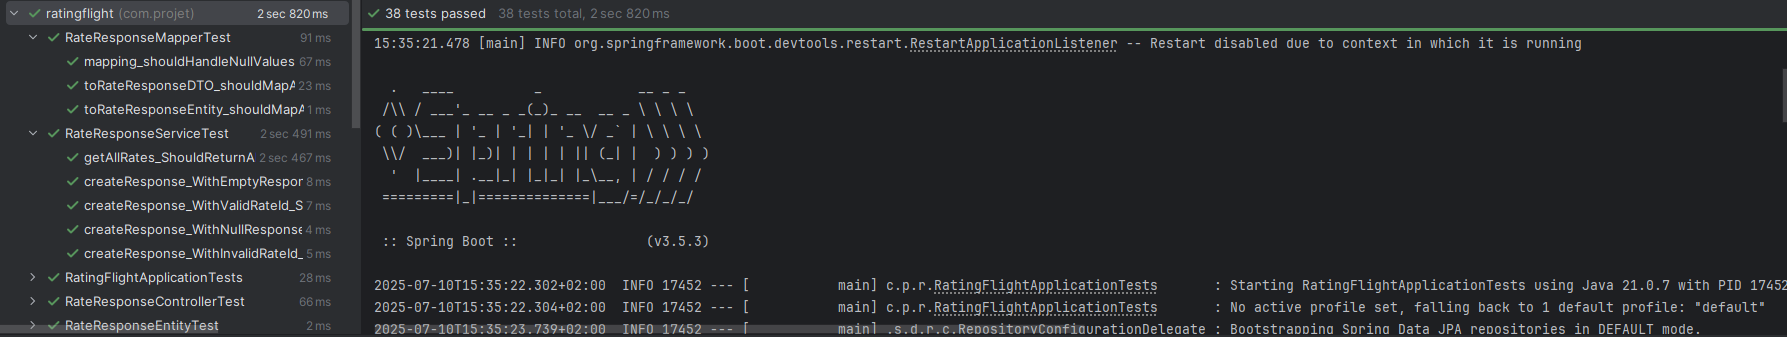 ratingflight (com.projet) 2 sec 820 ms
RateResponseMapperTest 91 ms
mapping_shouldHandleNullValues 67 ms
toRateResponseDTO_shouldMapA 23 ms
toRateResponseEntity_shouldMapA 1 ms
RateResponseServiceTest 2 sec 491 ms
getAllRates_ShouldReturnA 2 sec 467 ms
createResponse_WithEmptyRespon 8 ms
createResponse_WithValidRateId_S 7 ms
createResponse_WithNullResponse 4 ms
createResponse_WithInvalidRateId_ 5 ms
RatingFlightApplicationTests 28 ms
RateResponseControllerTest 66 ms
RateResponseEntityTest 2 ms
38 tests passed 38 tests total, 2 sec 820 ms
15:35:21.478 [main] INFO org.springframework.boot.devtools.restart.RestartApplicationListener -- Restart disabled due to context in which it is running
  .   ____          _            __ _ _
 /\\ / ___'_ __ _ _(_)_ __  __ _ \ \ \ \
( ( )\___ | '_ | '_| | '_ \/ _` | \ \ \ \
 \\/  ___)| |_)| | | | | || (_| |  ) ) ) )
  '  |____| .__|_| |_|_| |_\__, | / / / /
 =========|_|==============|___/=/_/_/_/
:: Spring Boot :: (v3.5.3)
2025-07-10T15:35:22.302+02:00  INFO 17452 --- [           main] c.p.r.RatingFlightApplicationTests       : Starting RatingFlightApplicationTests using Java 21.0.7 with PID 17452
2025-07-10T15:35:22.304+02:00  INFO 17452 --- [           main] c.p.r.RatingFlightApplicationTests       : No active profile set, falling back to 1 default profile: "default"
2025-07-10T15:35:23.739+02:00  INFO 17452 --- [           main] .s.d.r.c.RepositoryConfigurationDelegate : Bootstrapping Spring Data JPA repositories in DEFAULT mode.